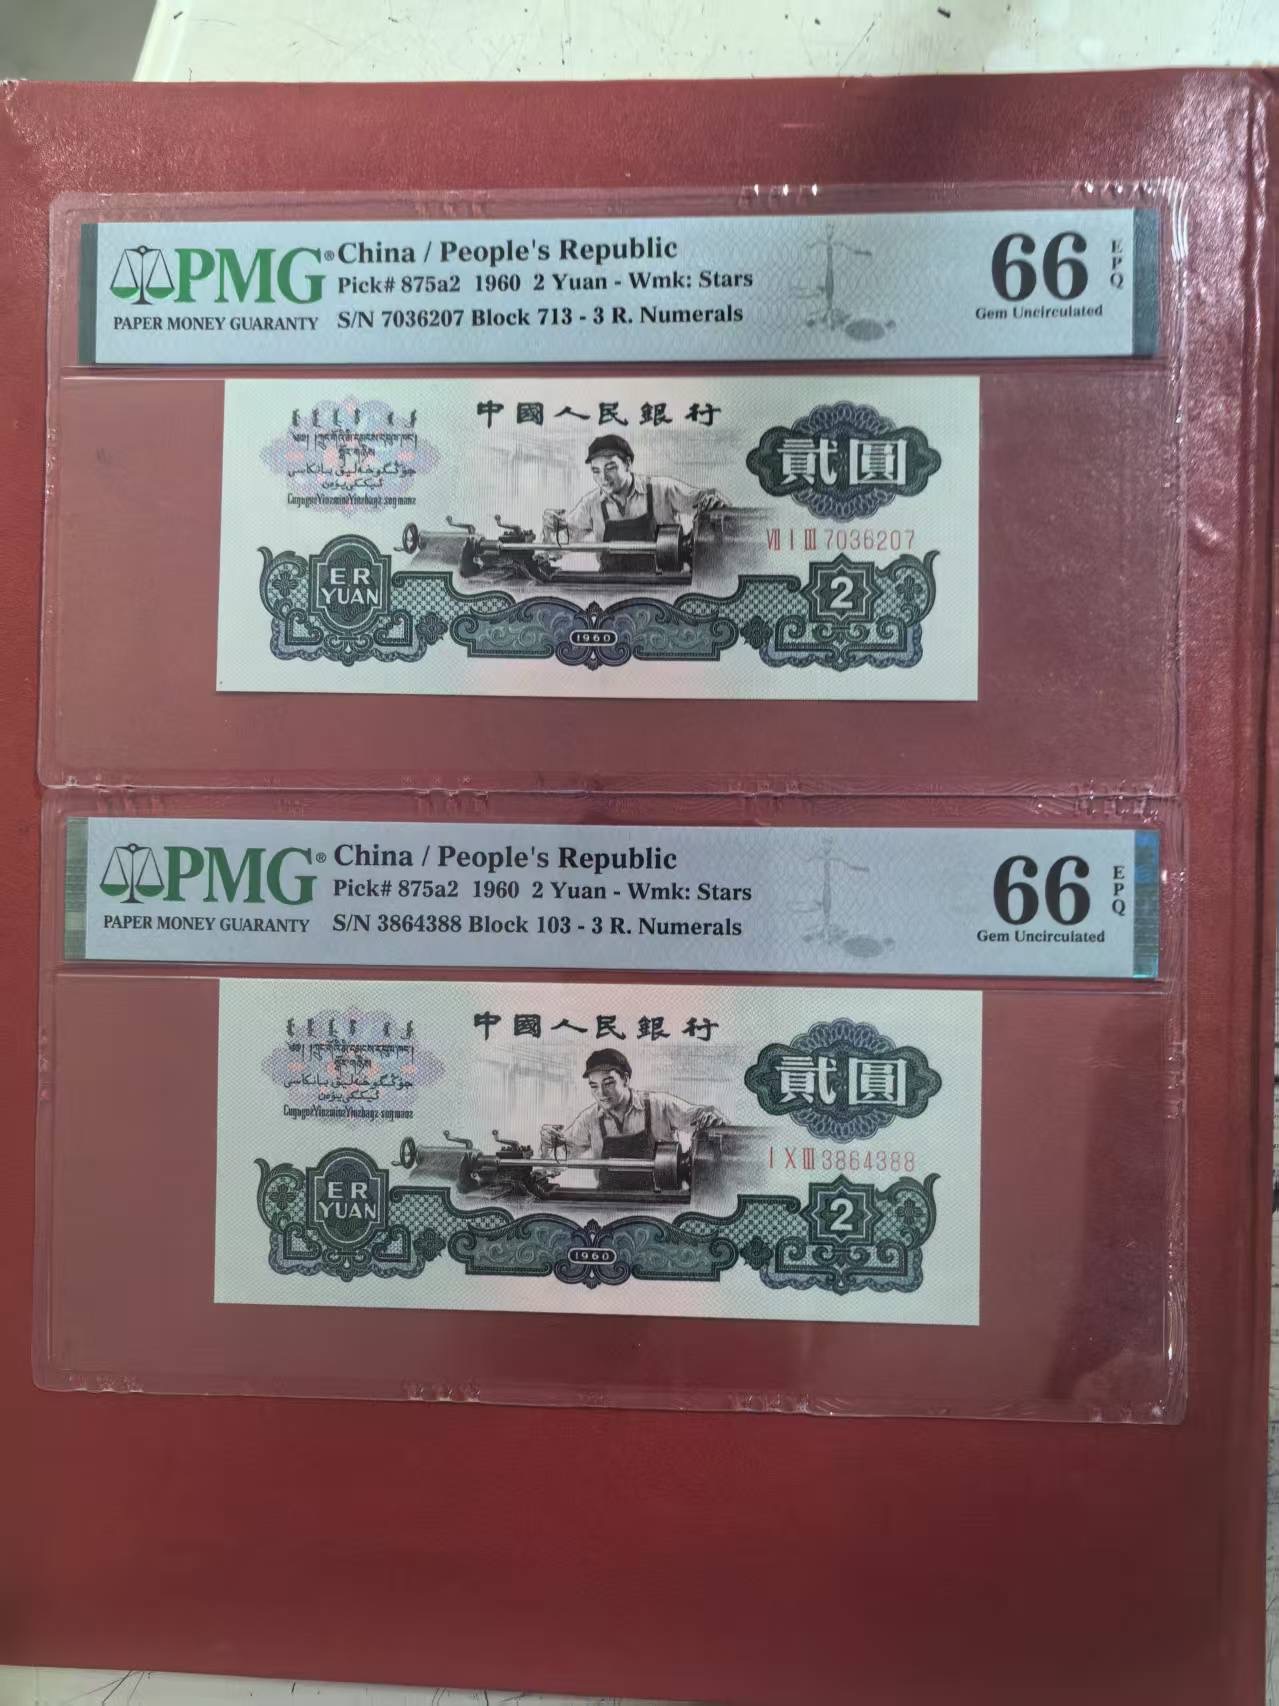 PMG®
PAPER MONEY GUARANTY
China / People's Republic
Pick# 875a2 1960 2 Yuan - Wmk: Stars
S/N 7036207 Block 713 - 3 R. Numerals
66 EPQ
Gem Uncirculated
中國人民銀行
CungguzYinzminzYinzhangz song maenz
貳圓
VII I III 7036207
ER
YUAN
2
1960
PMG®
PAPER MONEY GUARANTY
China / People's Republic
Pick# 875a2 1960 2 Yuan - Wmk: Stars
S/N 3864388 Block 103 - 3 R. Numerals
66 EPQ
Gem Uncirculated
中國人民銀行
貳圓
I X III 3864388
ER
YUAN
2
1960